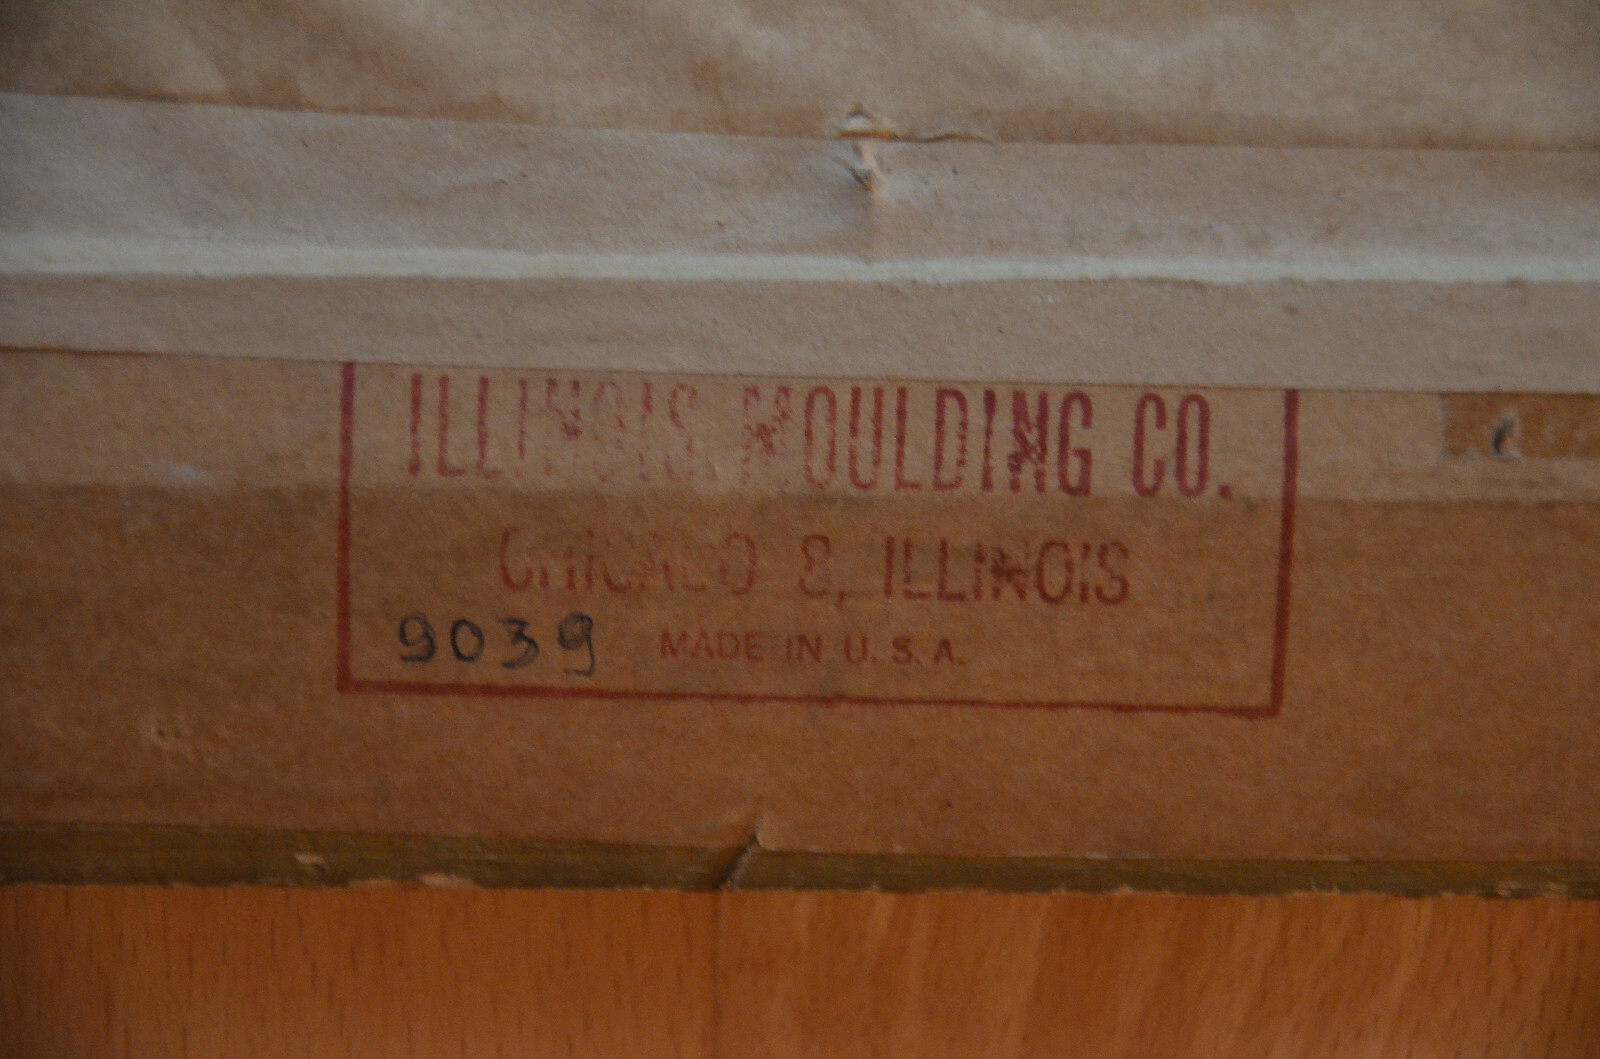 ILLINOIS MOULDING CO.
CHICAGO 8, ILLINOIS
9039 MADE IN U.S.A.